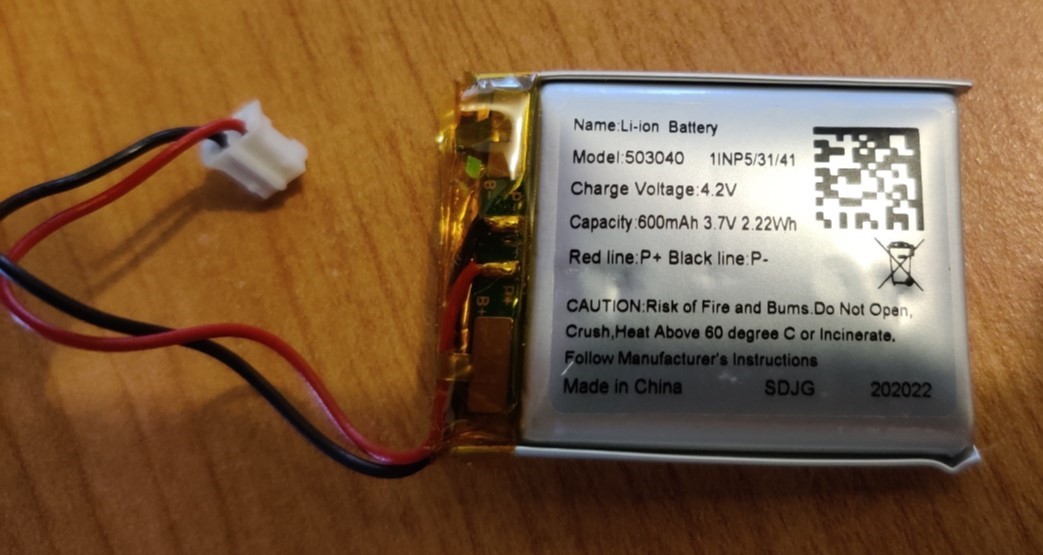 Name:Li-ion Battery
Model:503040 1INP5/31/41
Charge Voltage:4.2V
Capacity:600mAh 3.7V 2.22Wh
Red line:P+ Black line:P-
CAUTION:Risk of Fire and Burns.Do Not Open,
Crush,Heat Above 60 degree C or Incinerate.
Follow Manufacturer's Instructions
Made in China SDJG 202022
B-
P-
P+
B+